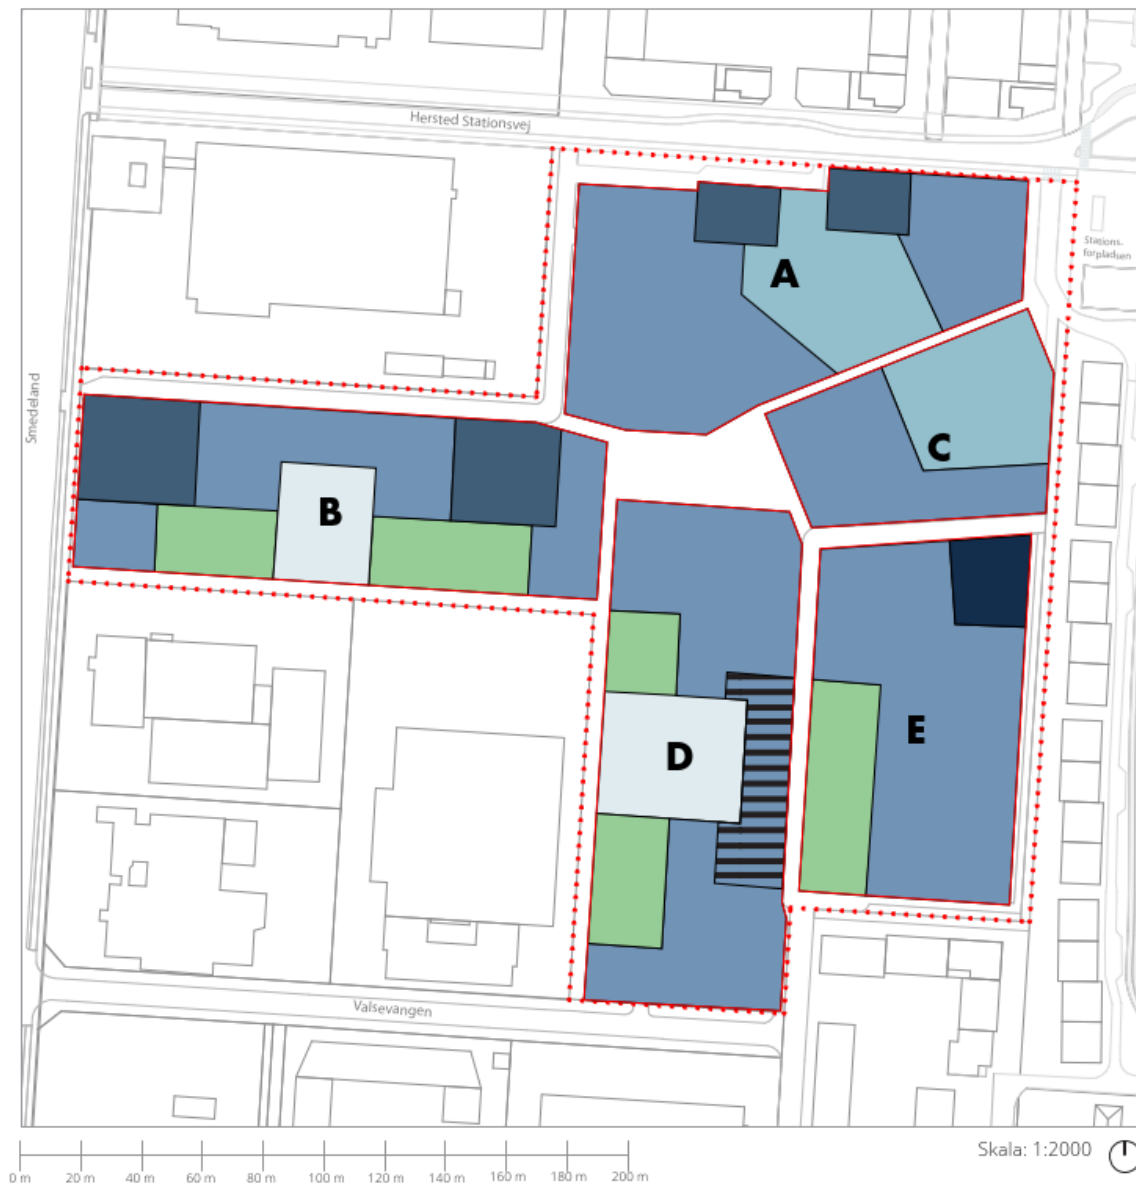 Hersted Stationsvej
Stations-
forpladsen
A
Smedeland
C
B
E
D
Valsevangen
Skala: 1:2000
0 m 20 m 40 m 60 m 80 m 100 m 120 m 140 m 160 m 180 m 200 m